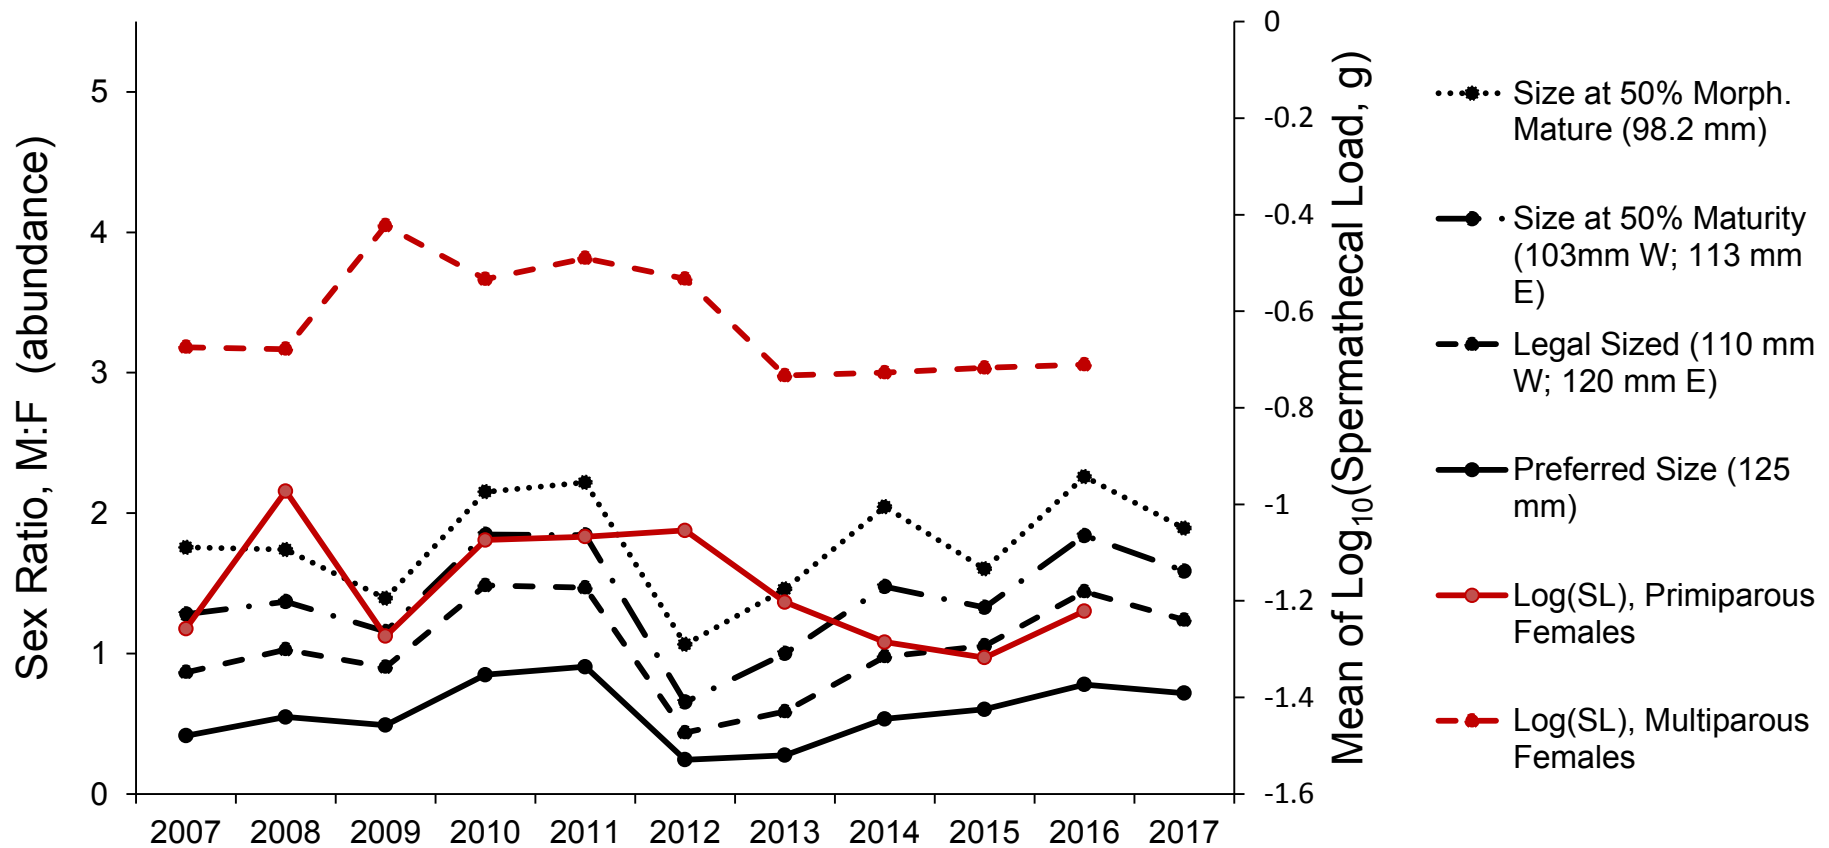 Sex Ratio, M:F (abundance)
5
4
3
2
1
0
2007 2008 2009 2010 2011 2012 2013 2014 2015 2016 2017
0
-0.2
-0.4
-0.6
-0.8
-1
-1.2
-1.4
-1.6
Mean of Log10(Spermathecal Load, g)
Size at 50% Morph.
Mature (98.2 mm)
Size at 50% Maturity
(103mm W; 113 mm
E)
Legal Sized (110 mm
W; 120 mm E)
Preferred Size (125
mm)
Log(SL), Primiparous
Females
Log(SL), Multiparous
Females